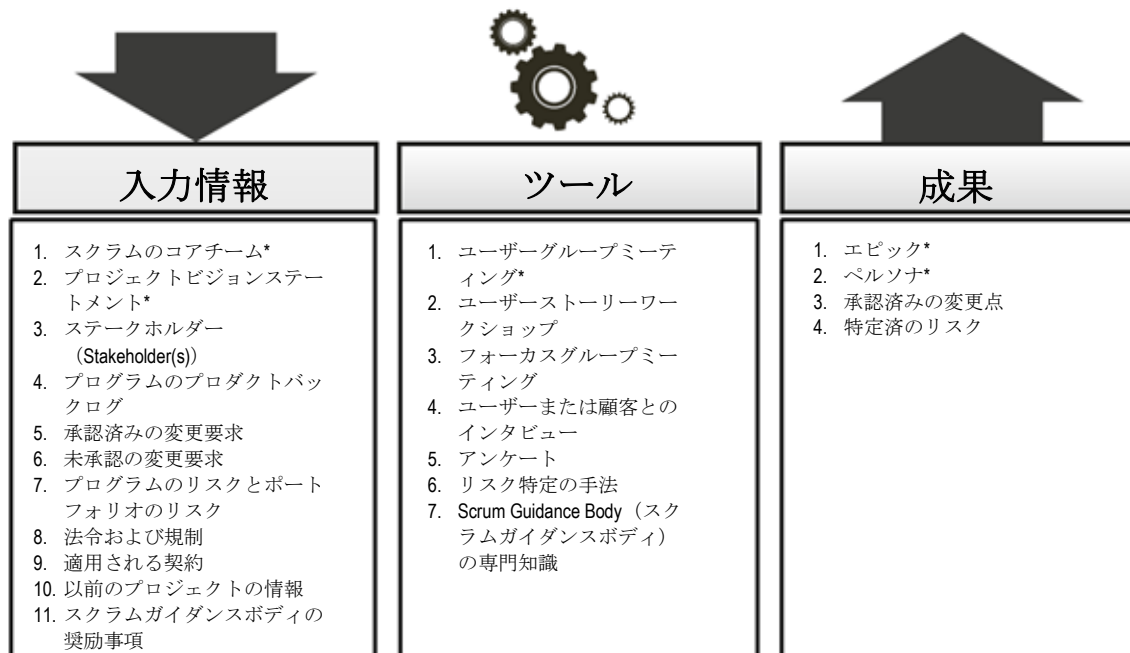 入力情報
1. スクラムのコアチーム*
2. プロジェクトビジョンステー
トメント*
3. ステークホルダー
（Stakeholder(s)）
4. プログラムのプロダクトバッ
クログ
5. 承認済みの変更要求
6. 未承認の変更要求
7. プログラムのリスクとポート
フォリオのリスク
8. 法令および規制
9. 適用される契約
10. 以前のプロジェクトの情報
11. スクラムガイダンスボディの
奨励事項
ツール
1. ユーザーグループミーテ
ィング*
2. ユーザーストーリーワー
クショップ
3. フォーカスグループミー
ティング
4. ユーザーまたは顧客との
インタビュー
5. アンケート
6. リスク特定の手法
7. Scrum Guidance Body（スク
ラムガイダンスボディ）
の専門知識
成果
1. エピック*
2. ペルソナ*
3. 承認済みの変更点
4. 特定済のリスク